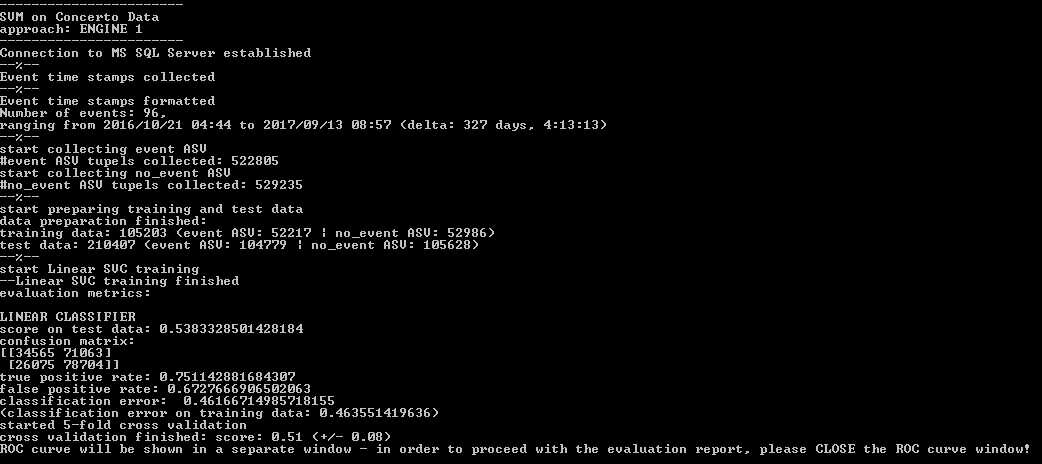 -----------------------
SVM on Concerto Data
approach: ENGINE 1
-----------------------
Connection to MS SQL Server established
--%--
Event time stamps collected
--%--
Event time stamps formatted
Number of events: 96,
ranging from 2016/10/21 04:44 to 2017/09/13 08:57 (delta: 327 days, 4:13:13)
--%--
start collecting event ASV
#event ASV tupels collected: 522805
start collecting no_event ASV
#no_event ASV tupels collected: 529235
--%--
start preparing training and test data
data preparation finished:
training data: 105203 (event ASV: 52217 | no_event ASV: 52986)
test data: 210407 (event ASV: 104779 | no_event ASV: 105628)
--%--
start Linear SVC training
--Linear SVC training finished
evaluation metrics:

LINEAR CLASSIFIER
score on test data: 0.5383328501428184
confusion matrix:
[[34565 71063]
 [26075 78704]]
true positive rate: 0.751142881684307
false positive rate: 0.6727666906502063
classification error:  0.46166714985718155
(classification error on training data: 0.463551419636)
started 5-fold cross validation
cross validation finished: score: 0.51 (+/- 0.08)
ROC curve will be shown in a separate window - in order to proceed with the evaluation report, please CLOSE the ROC curve window!